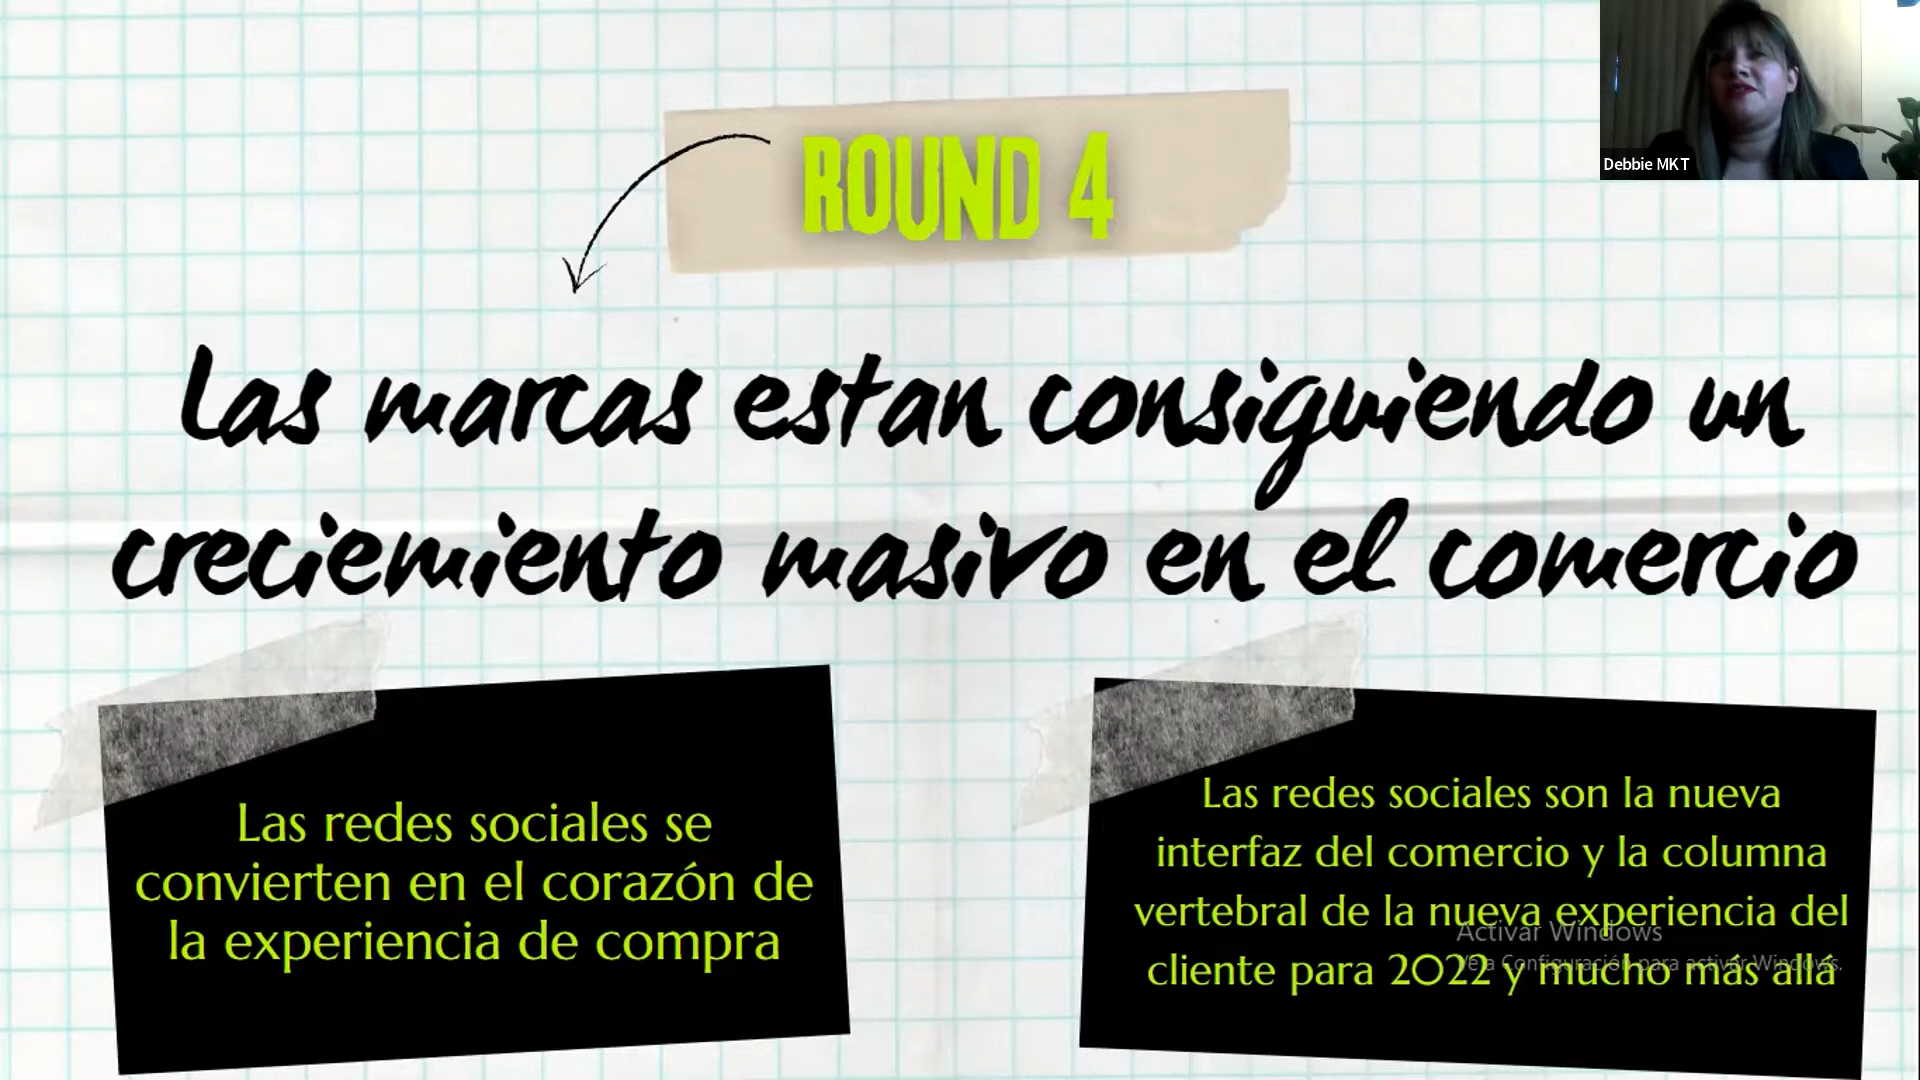 Debbie MKT
ROUND 4
Las marcas estan consiguiendo un
creciemiento masivo en el comercio
Las redes sociales se
convierten en el corazón de
la experiencia de compra
Las redes sociales son la nueva
interfaz del comercio y la columna
vertebral de la nueva experiencia del
cliente para 2022 y mucho más allá
Activar Windows
Ve a Configuración para activar Windows.